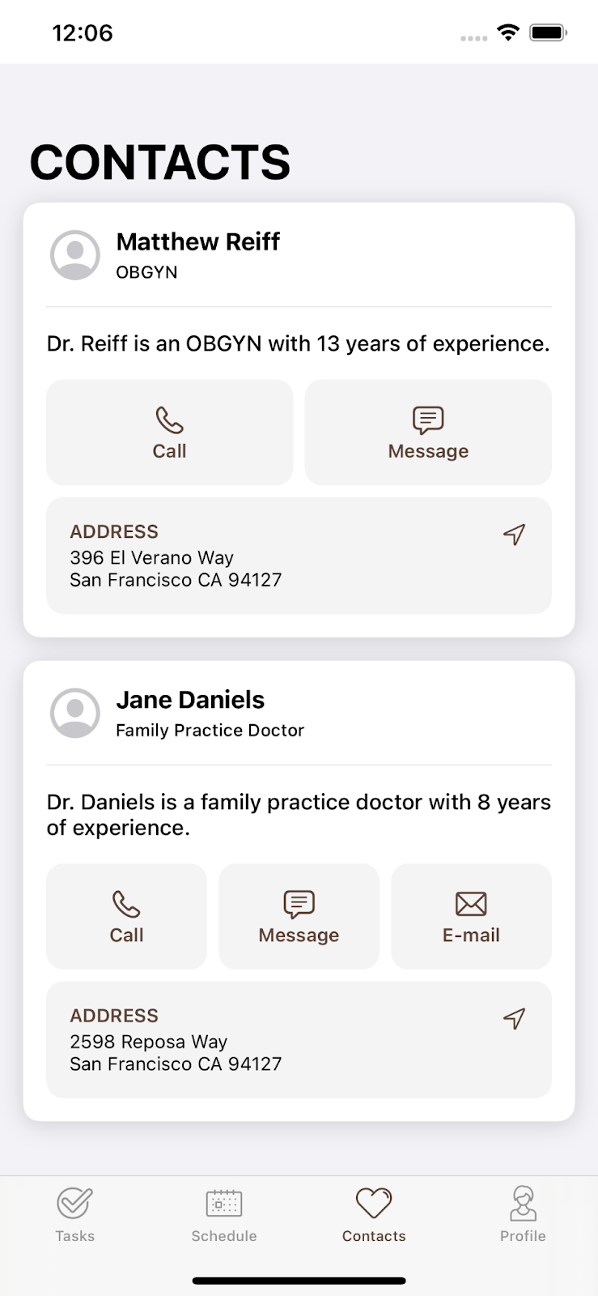 12:06
CONTACTS
Matthew Reiff
OBGYN
Dr. Reiff is an OBGYN with 13 years of experience.
Call
Message
ADDRESS
396 El Verano Way
San Francisco CA 94127
Jane Daniels
Family Practice Doctor
Dr. Daniels is a family practice doctor with 8 years
of experience.
Call
Message
E-mail
ADDRESS
2598 Reposa Way
San Francisco CA 94127
Tasks
Schedule
Contacts
Profile